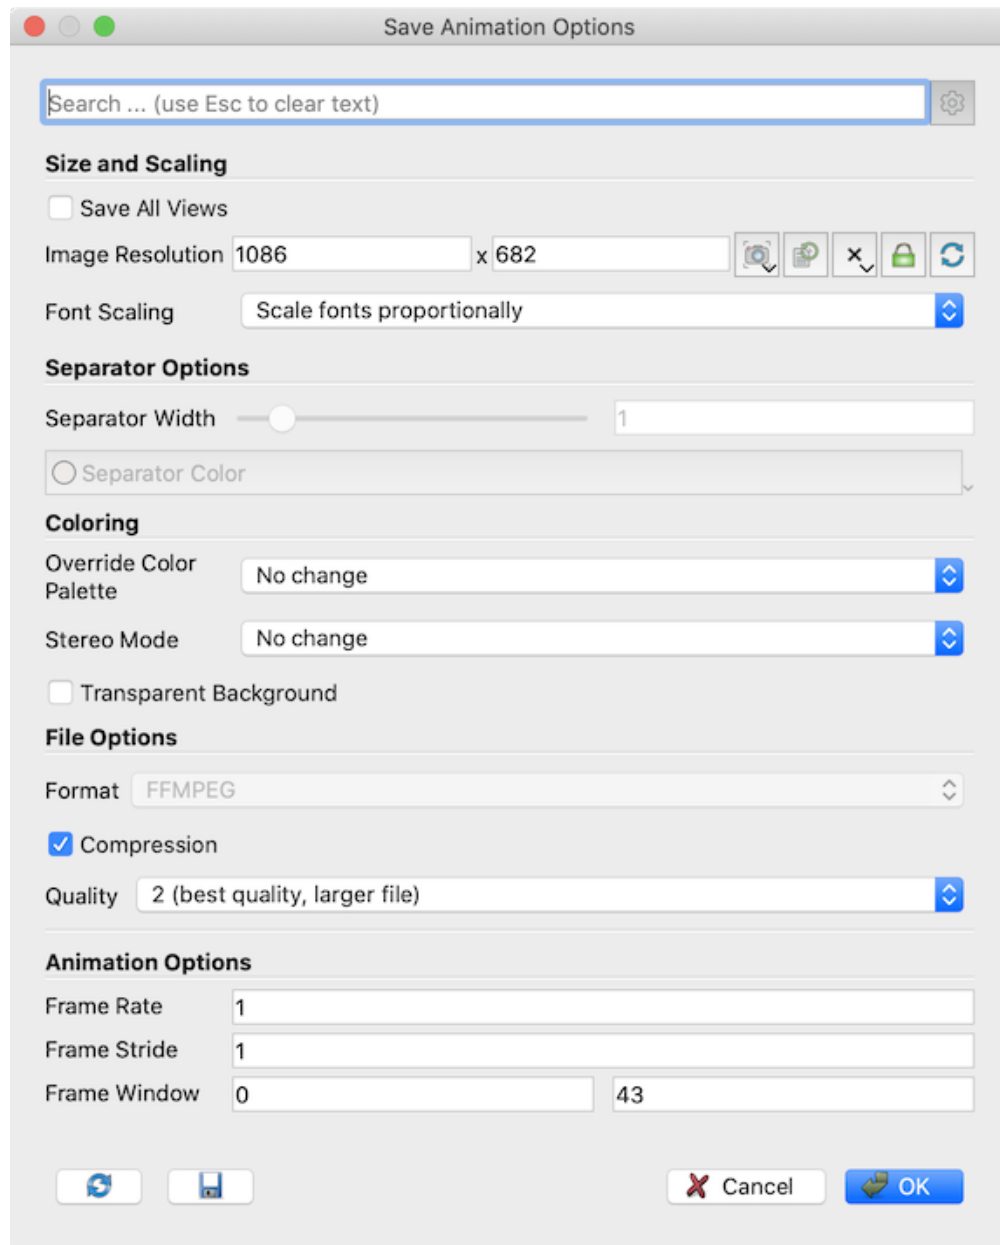 Save Animation Options
Search ... (use Esc to clear text)
Size and Scaling
Save All Views
Image Resolution 1086 x 682
Font Scaling Scale fonts proportionally
Separator Options
Separator Width 1
Separator Color
Coloring
Override Color
Palette No change
Stereo Mode No change
Transparent Background
File Options
Format FFMPEG
Compression
Quality 2 (best quality, larger file)
Animation Options
Frame Rate 1
Frame Stride 1
Frame Window 0 43
Cancel OK